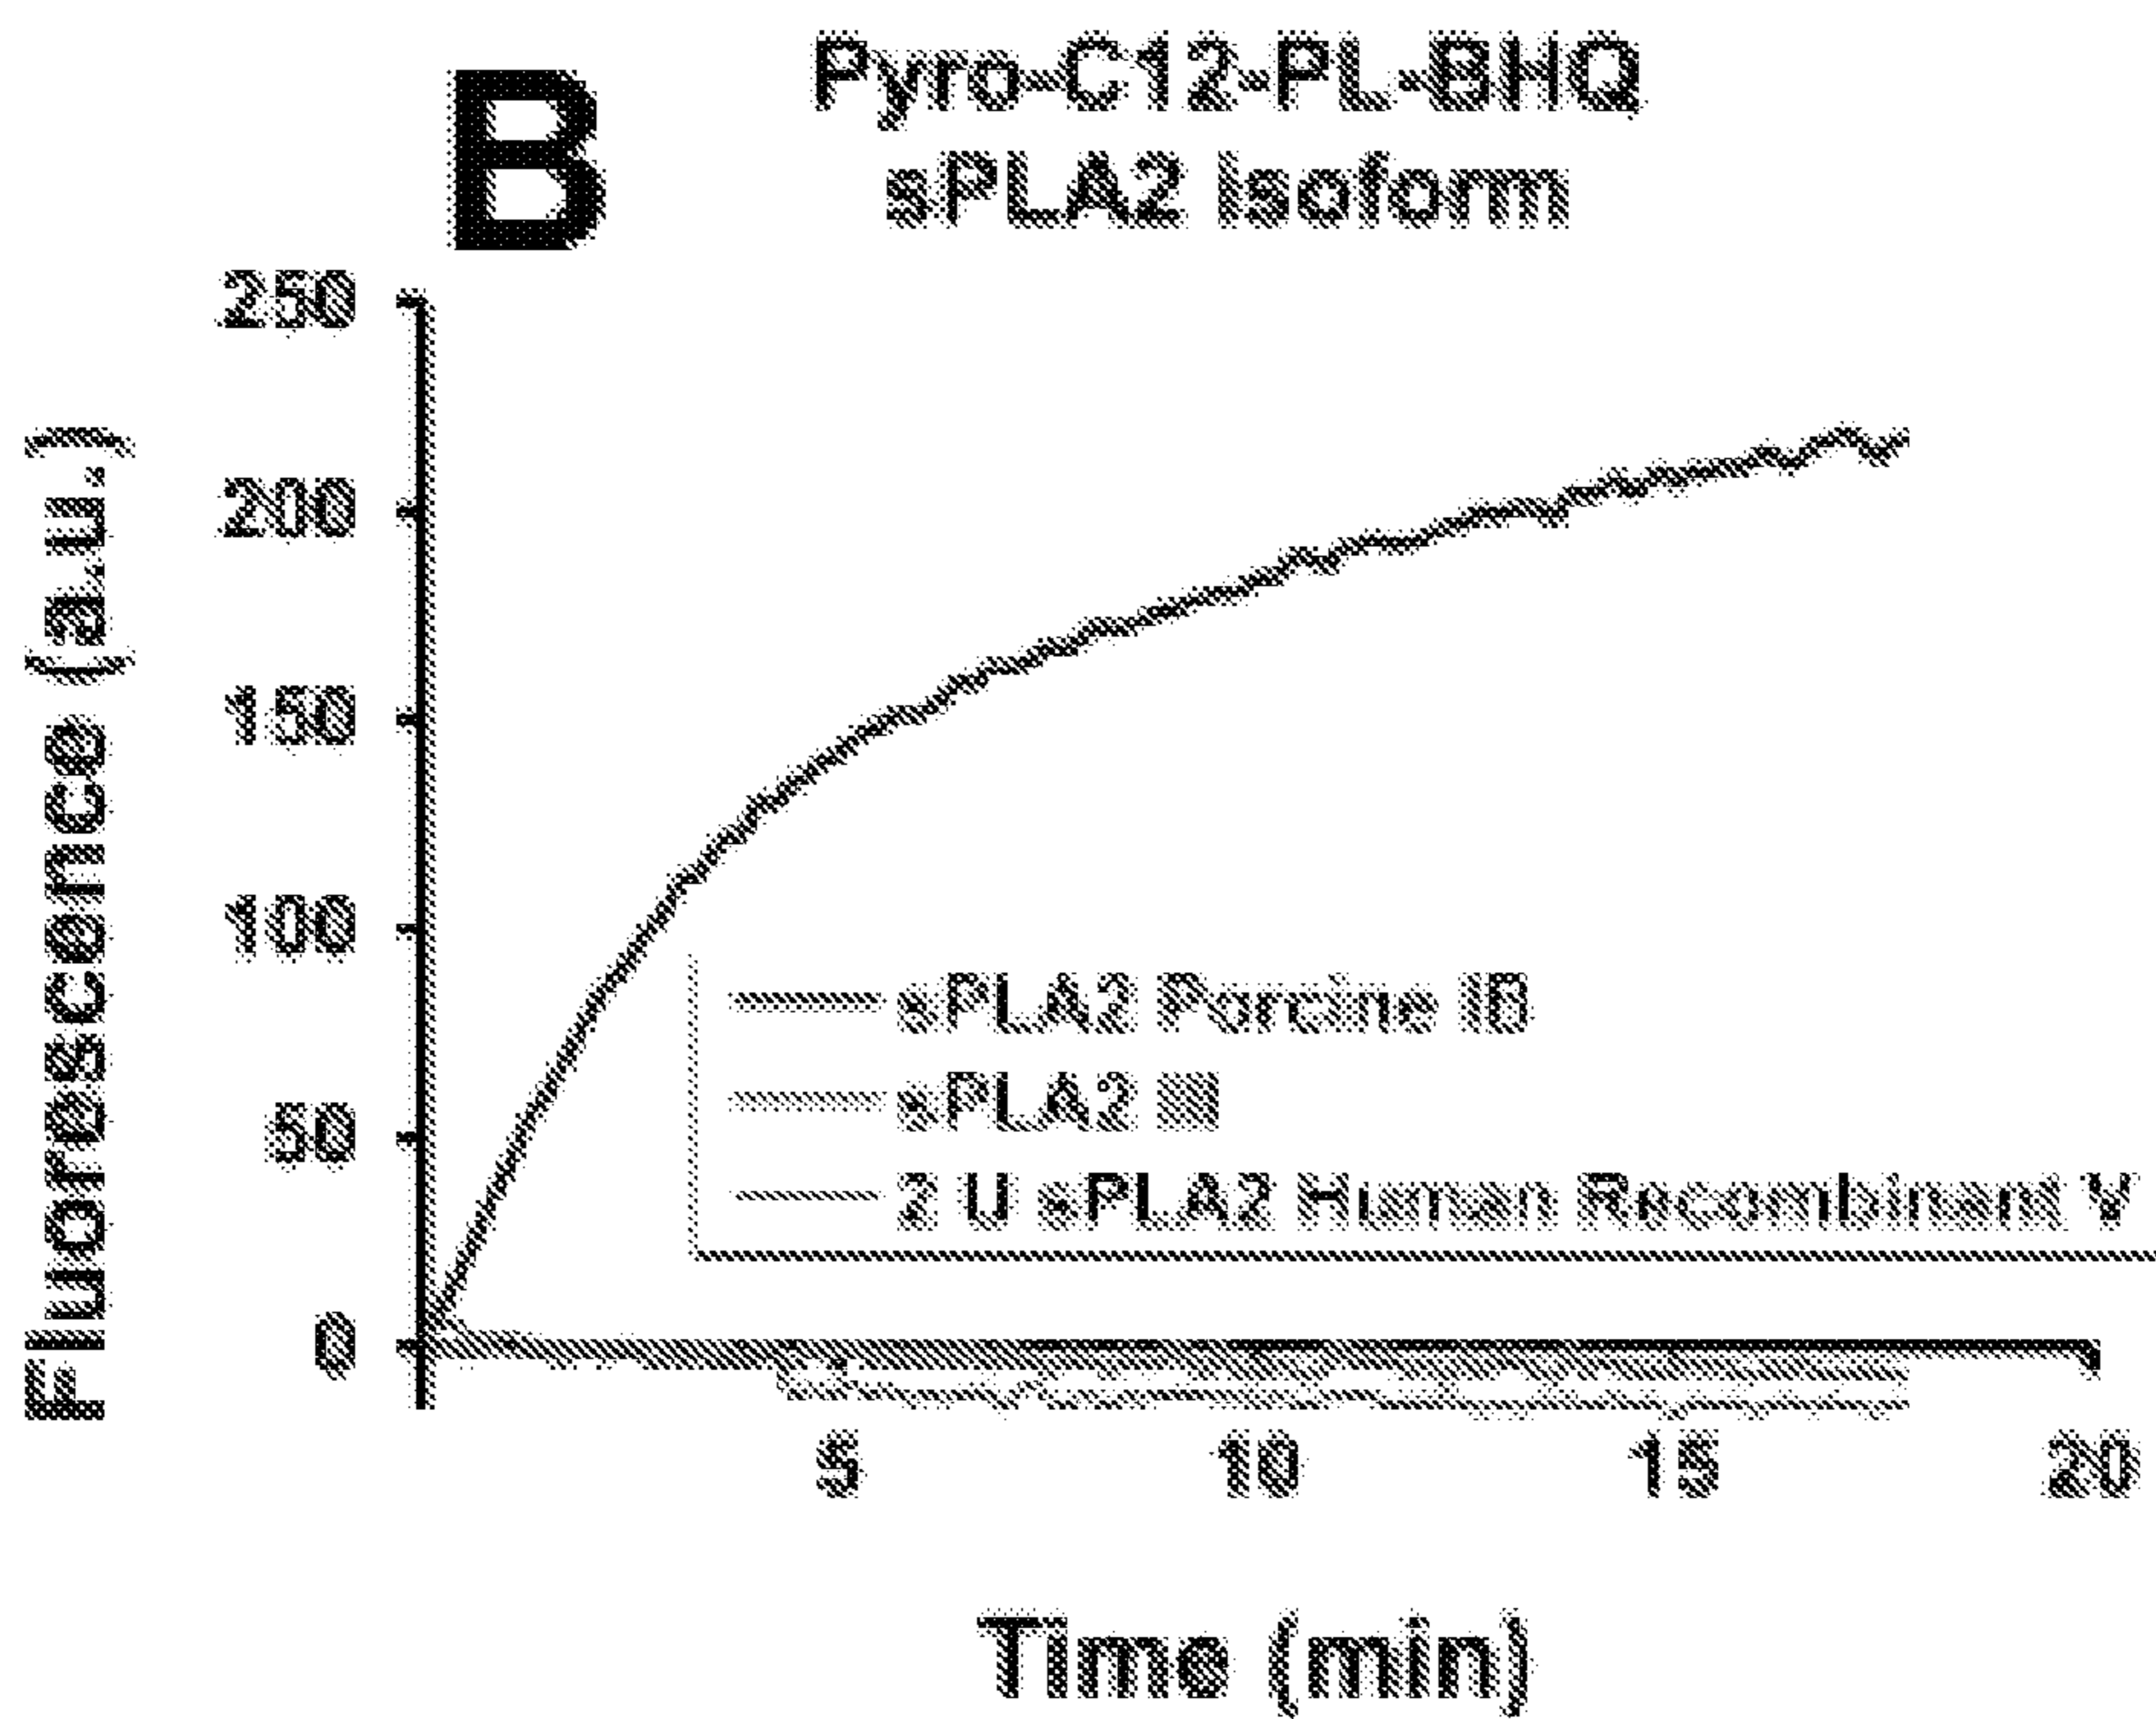 B
Pyro-C12-PL-BHQ
sPLA2 isoform
Fluorescence (a.u.)
250
200
150
100
50
0
sPLA2 Porcine IB
sPLA2 III
2 U sPLA2 Human Recombinant V
5
10
15
20
Time (min)